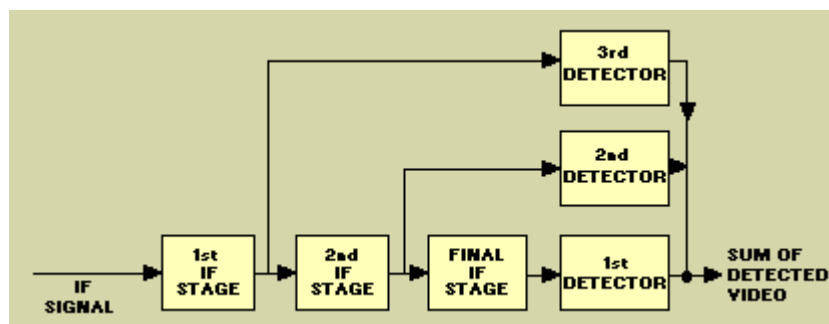 3rd
DETECTOR
2nd
DETECTOR
1st
IF
STAGE
2nd
IF
STAGE
FINAL
IF
STAGE
1st
DETECTOR
IF
SIGNAL
SUM OF
DETECTED
VIDEO